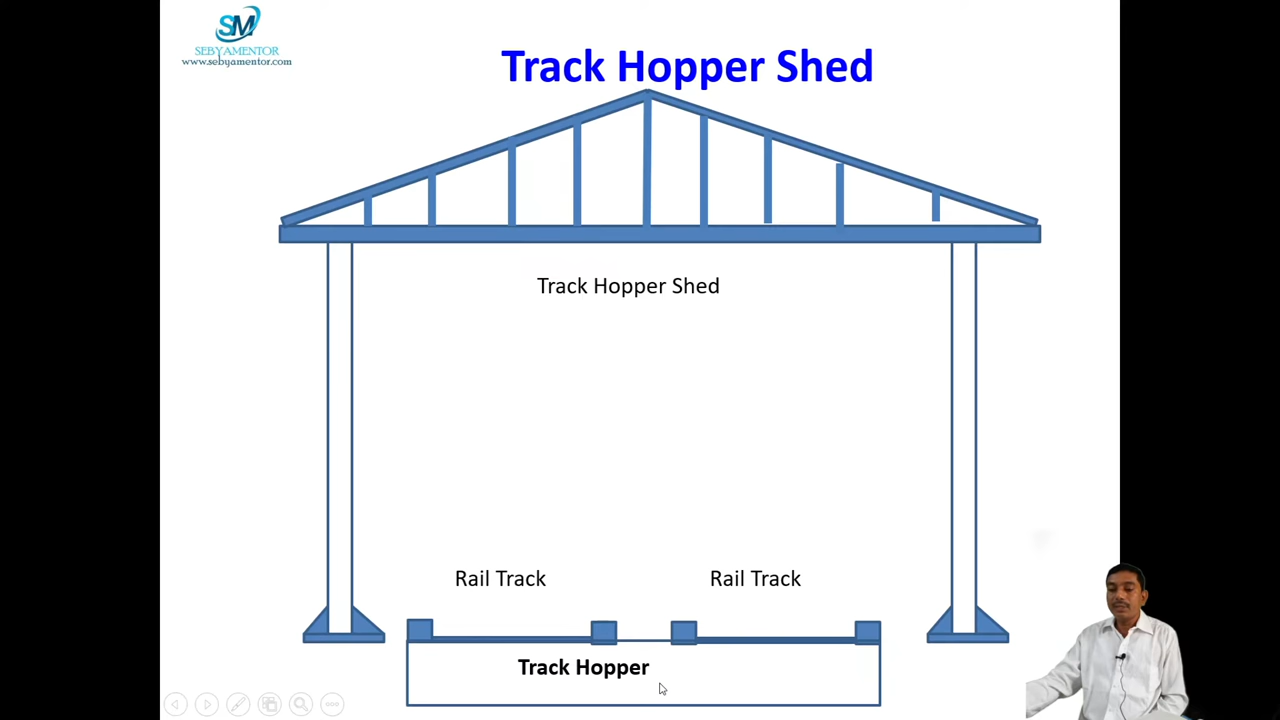 SM
SEBYAMENTOR
www.sebyamentor.com
Track Hopper Shed
Track Hopper Shed
Rail Track
Rail Track
Track Hopper